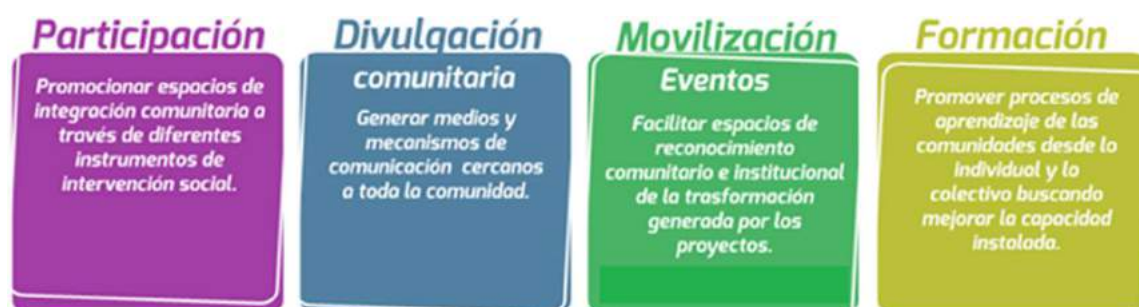 Participación
Promocionar espacios de
integración comunitario a
través de diferentes
instrumentos de
intervención social.
Divulgación
comunitaria
Generar medios y
mecanismos de
comunicación cercanos
a toda la comunidad.
Movilización
Eventos
Facilitar espacios de
reconocimiento
comunitario e institucional
de la trasformación
generada por los
proyectos.
Formación
Promover procesos de
aprendizaje de las
comunidades desde lo
individual y lo
colectivo buscando
mejorar la capacidad
instalada.